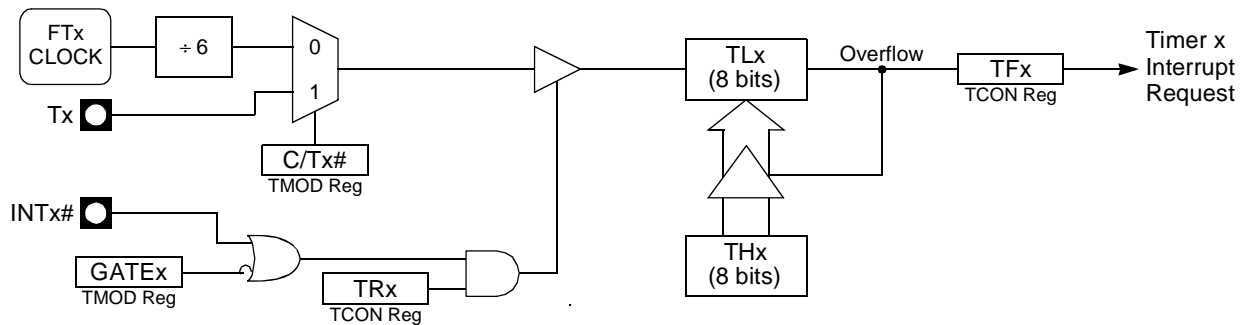 FTx
CLOCK
÷ 6
0
1
Tx
C/Tx#
TMOD Reg
INTx#
GATEx
TMOD Reg
TRx
TCON Reg
TLx
(8 bits)
THx
(8 bits)
Overflow
TFx
TCON Reg
Timer x
Interrupt
Request